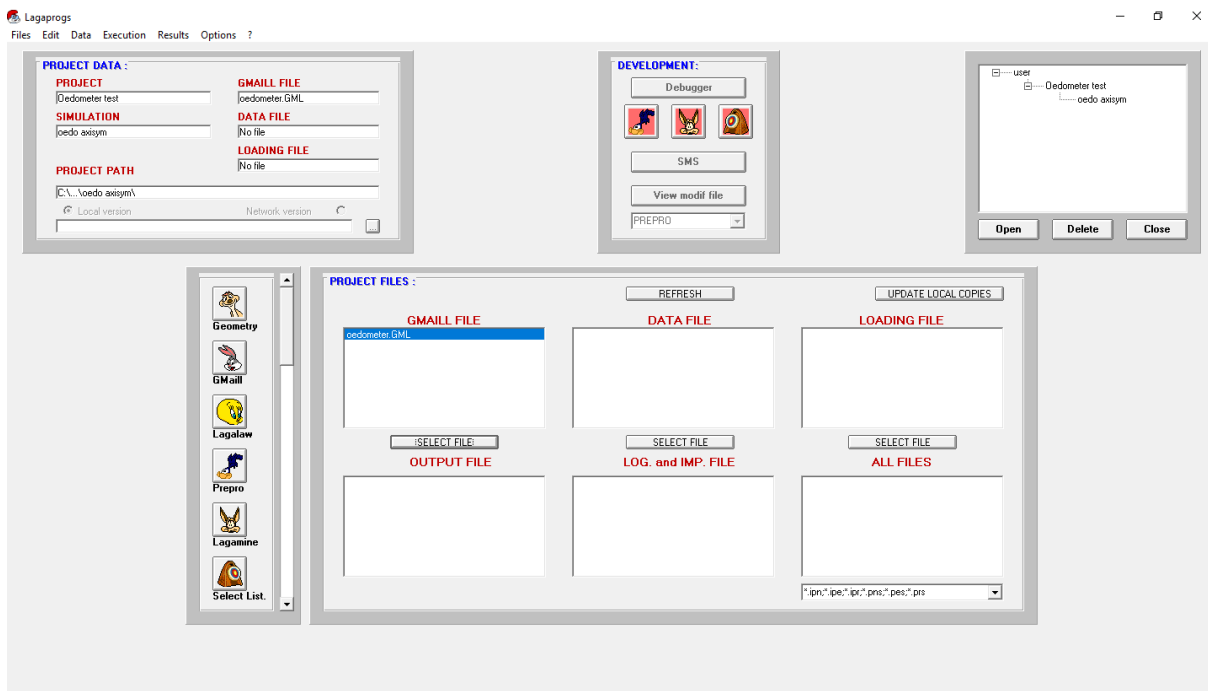 Lagaprogs
Files Edit Data Execution Results Options ?
PROJECT DATA :
PROJECT
Oedometer test
GMAILL FILE
oedometer.GML
SIMULATION
oedo axisym
DATA FILE
No file
LOADING FILE
No file
PROJECT PATH
C:\...\oedo axisym\
Local version
Network version
...
DEVELOPMENT:
Debugger
SMS
View modif file
PREPRO
user
Oedometer test
oedo axisym
Open
Delete
Close
Geometry
GMaill
Lagalaw
Prepro
Lagamine
Select List.
PROJECT FILES :
REFRESH
UPDATE LOCAL COPIES
GMAILL FILE
DATA FILE
LOADING FILE
oedometer.GML
SELECT FILE
SELECT FILE
SELECT FILE
OUTPUT FILE
LOG. and IMP. FILE
ALL FILES
*.ipn;*.ipe;*.ipr;*.pns;*.pes;*.prs